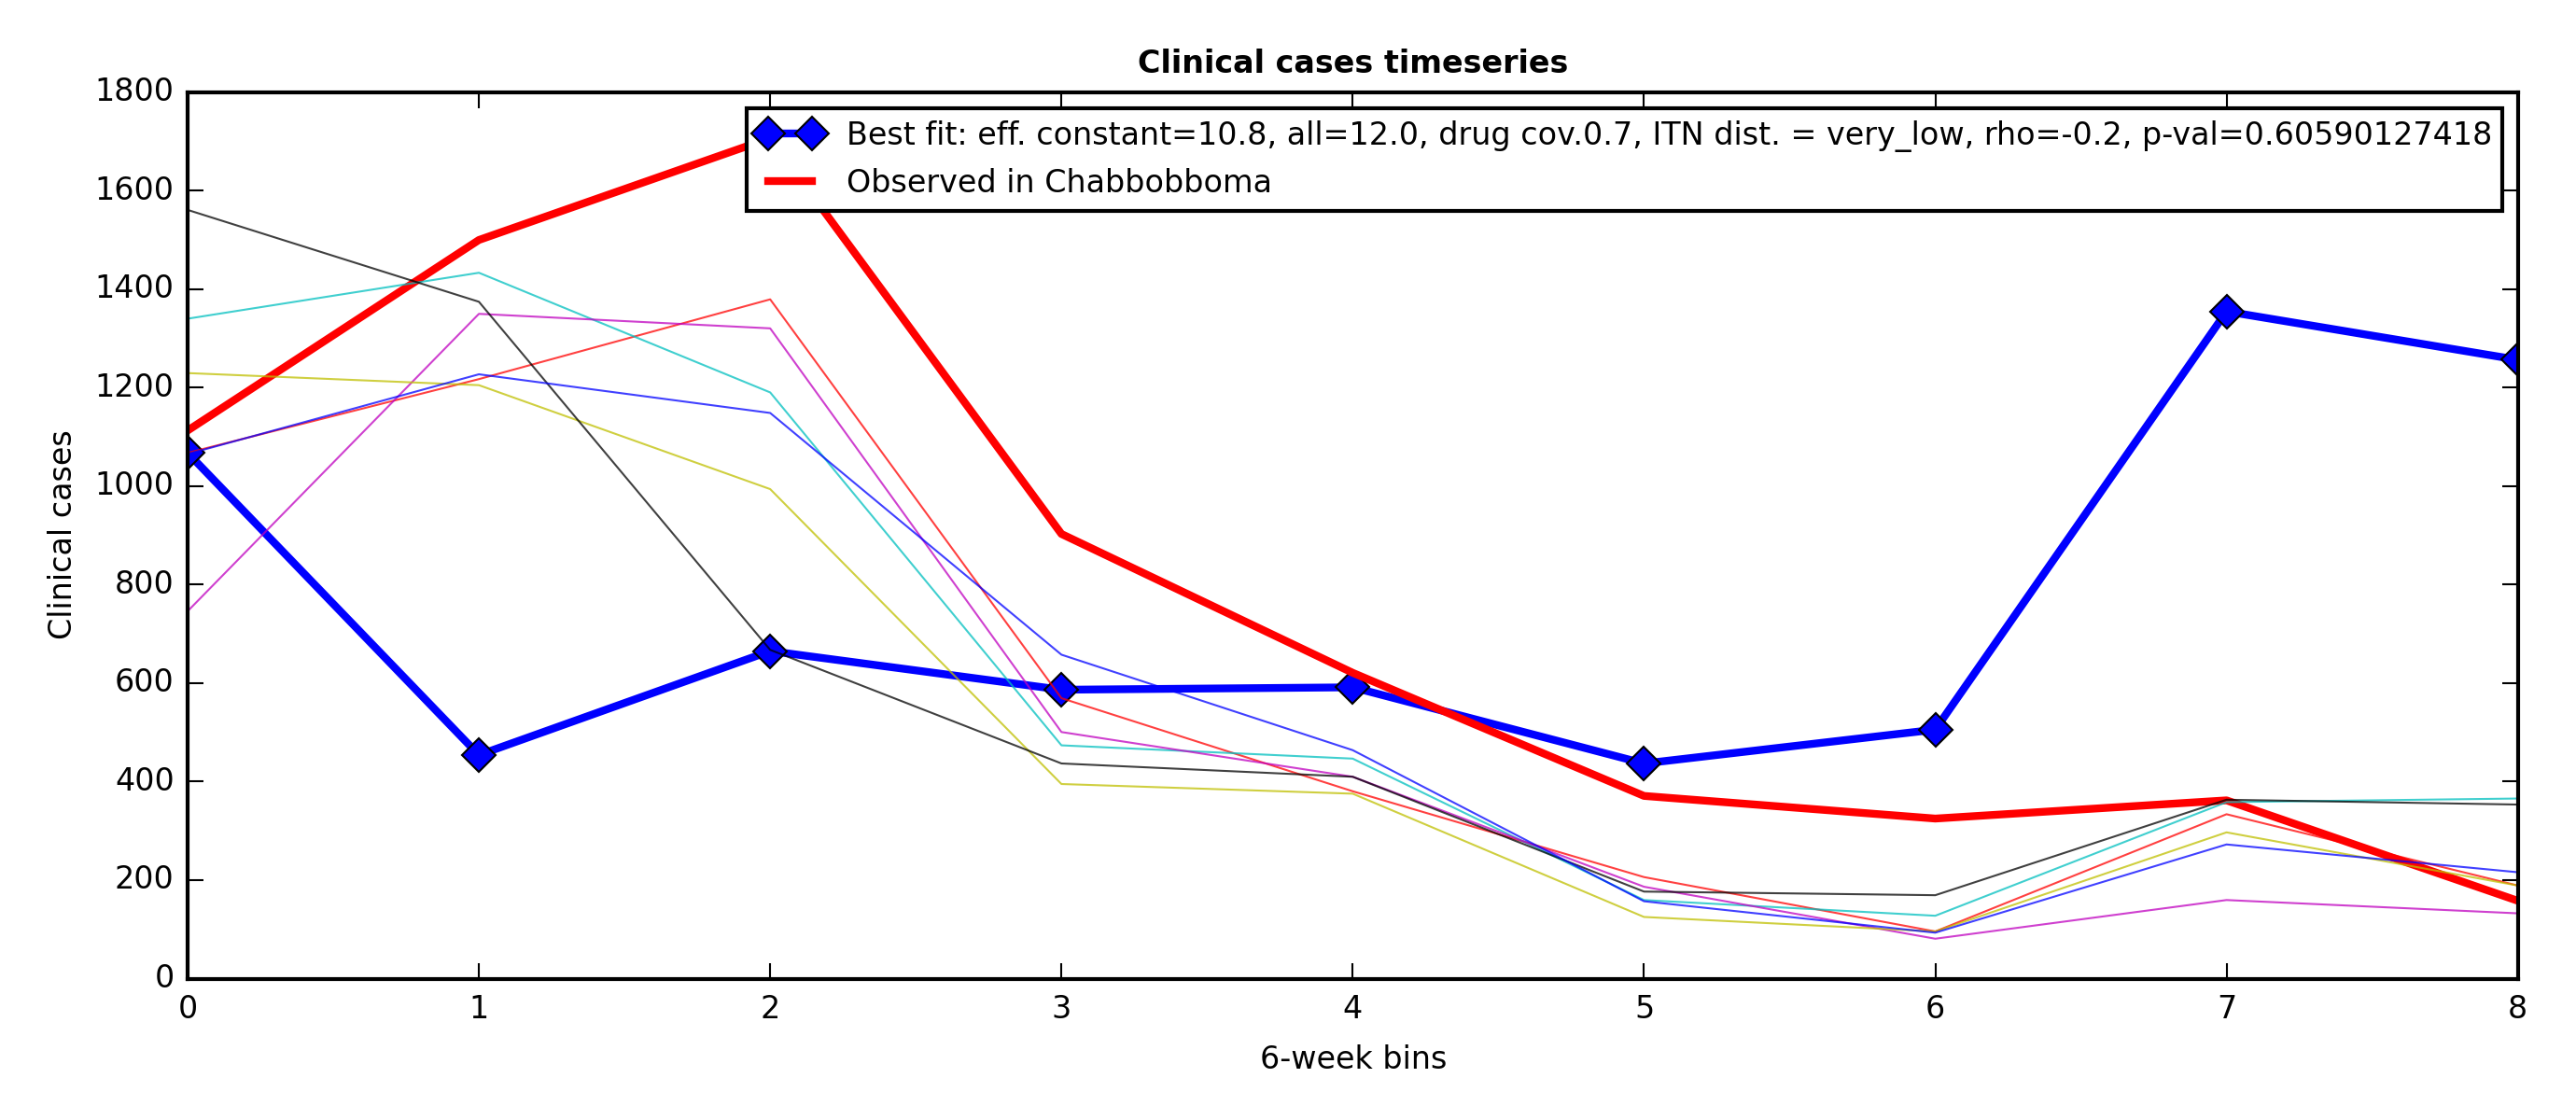 Clinical cases timeseries
Best fit: eff. constant=10.8, all=12.0, drug cov.0.7, ITN dist. = very_low, rho=-0.2, p-val=0.60590127418
Observed in Chabbobboma
1800
1600
1400
1200
1000
800
600
400
200
0
Clinical cases
0 1 2 3 4 5 6 7 8
6-week bins